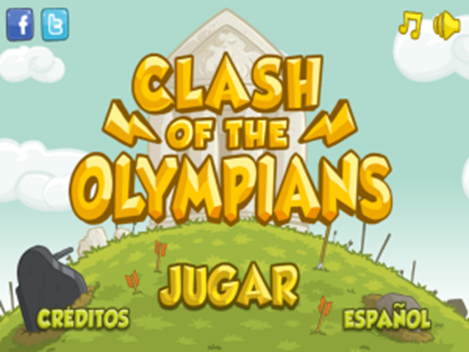 CLASH
OF THE
OLYMPIANS
JUGAR
CRÉDITOS
ESPAÑOL